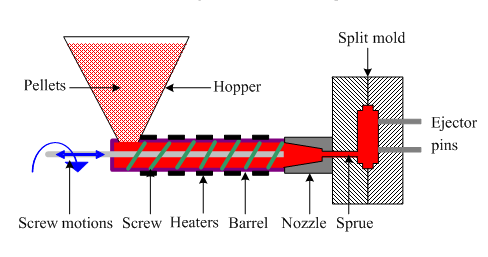 Split mold
Pellets
Hopper
Ejector
pins
Screw motions
Screw
Heaters
Barrel
Nozzle
Sprue